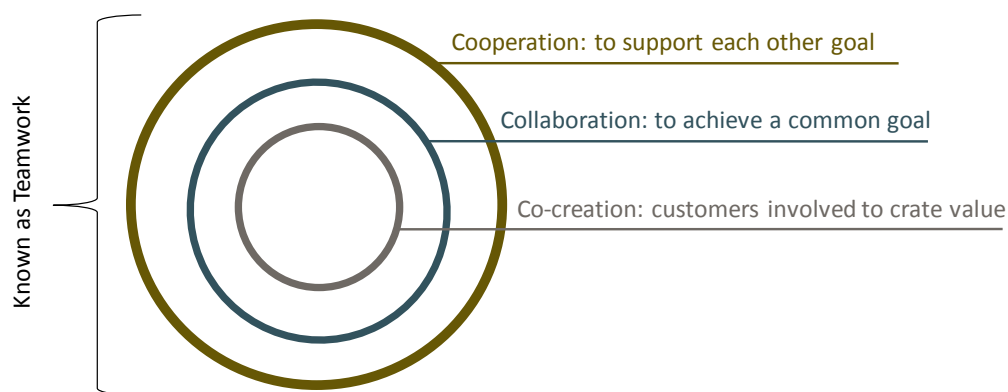 Known as Teamwork
Cooperation: to support each other goal
Collaboration: to achieve a common goal
Co-creation: customers involved to crate value